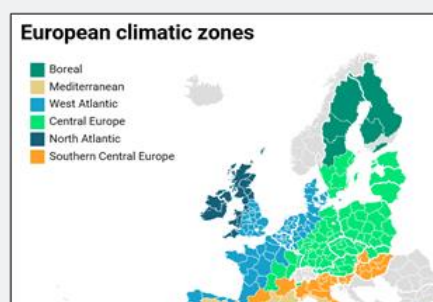 European climatic zones
Boreal
Mediterranean
West Atlantic
Central Europe
North Atlantic
Southern Central Europe